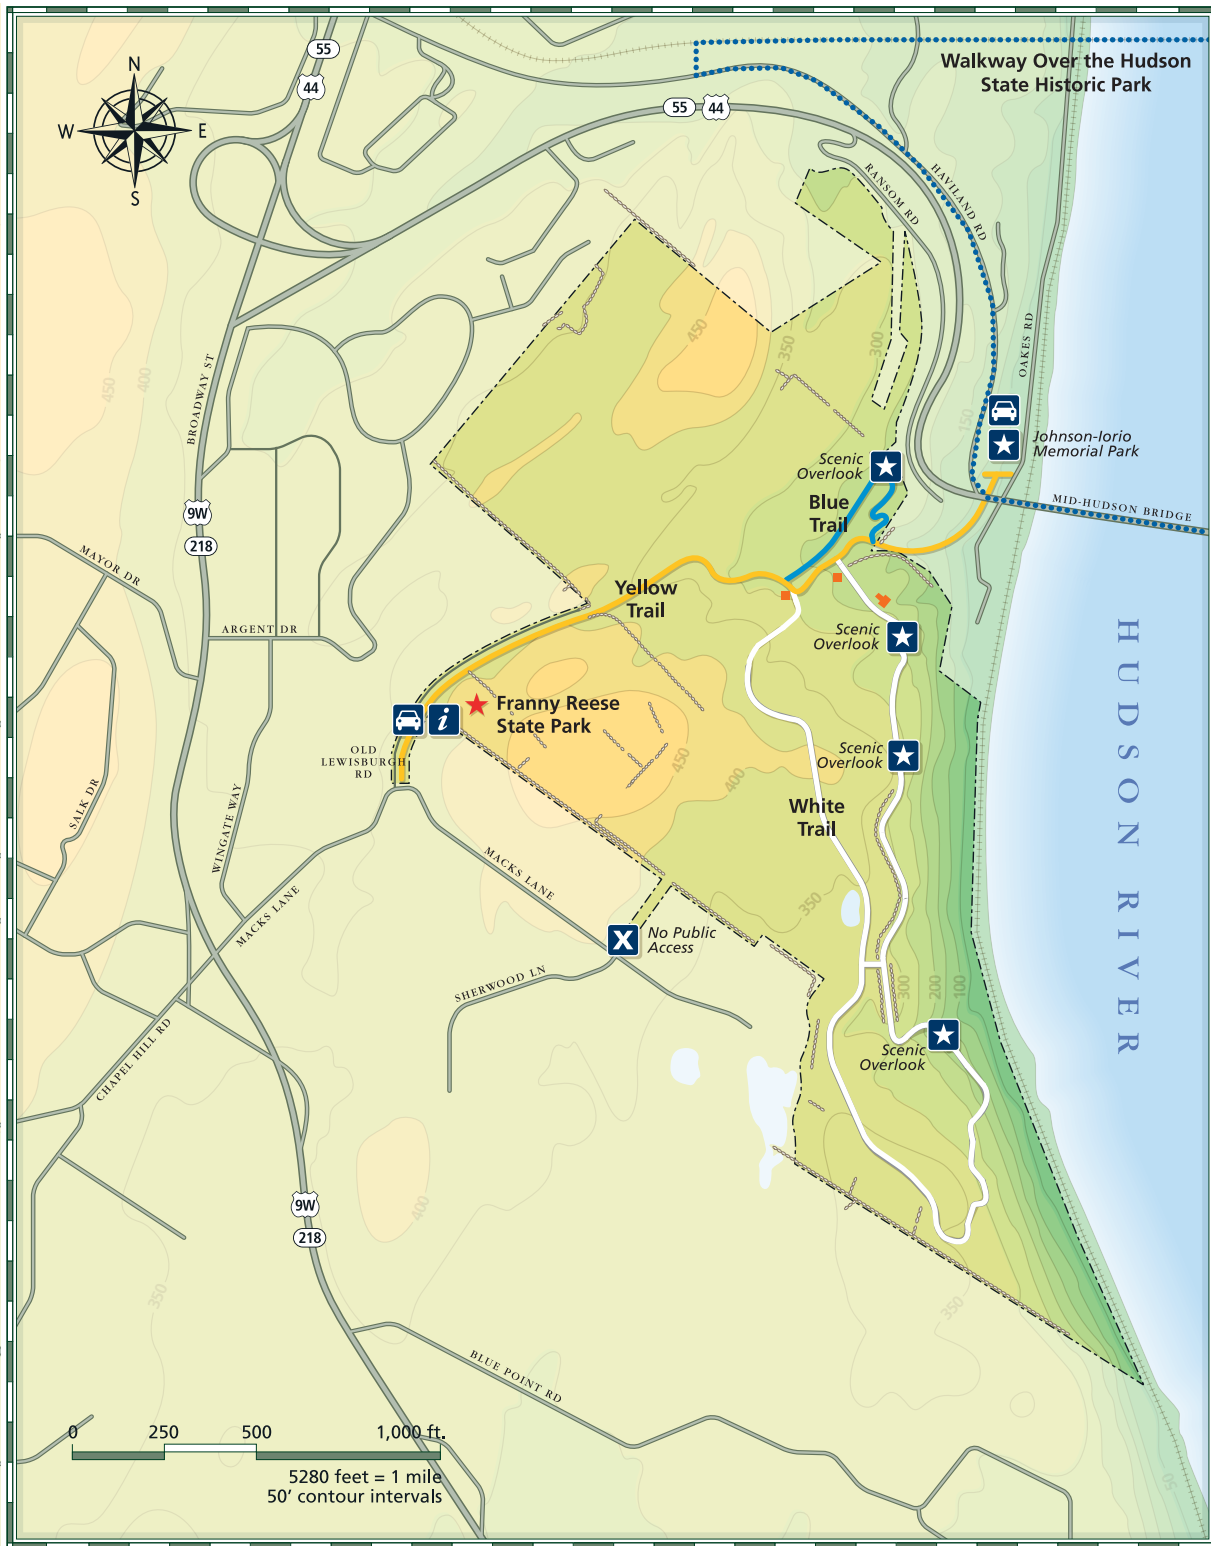 55
44
N
W E
S
55 44
Walkway Over the Hudson
State Historic Park
RANSOM RD
HAVILAND RD
OAKES RD
BROADWAY ST
450
400
450
350
300
150
Johnson-Iorio
Memorial Park
Scenic
Overlook
Blue
Trail
MID-HUDSON BRIDGE
9W
218
MAYOR DR
Yellow
Trail
ARGENT DR
Scenic
Overlook
HUDSON RIVER
Franny Reese
State Park
i
OLD
LEWISBURGH
RD
Scenic
Overlook
450
400
SALK DR
WINGATE WAY
White
Trail
MACKS LANE
MACKS LANE
350
X
No Public
Access
SHERWOOD LN
300
200
100
CHAPEL HILL RD
Scenic
Overlook
9W
218
400
350
350
BLUE POINT RD
0 250 500 1,000 ft.
5280 feet = 1 mile
50' contour intervals
50